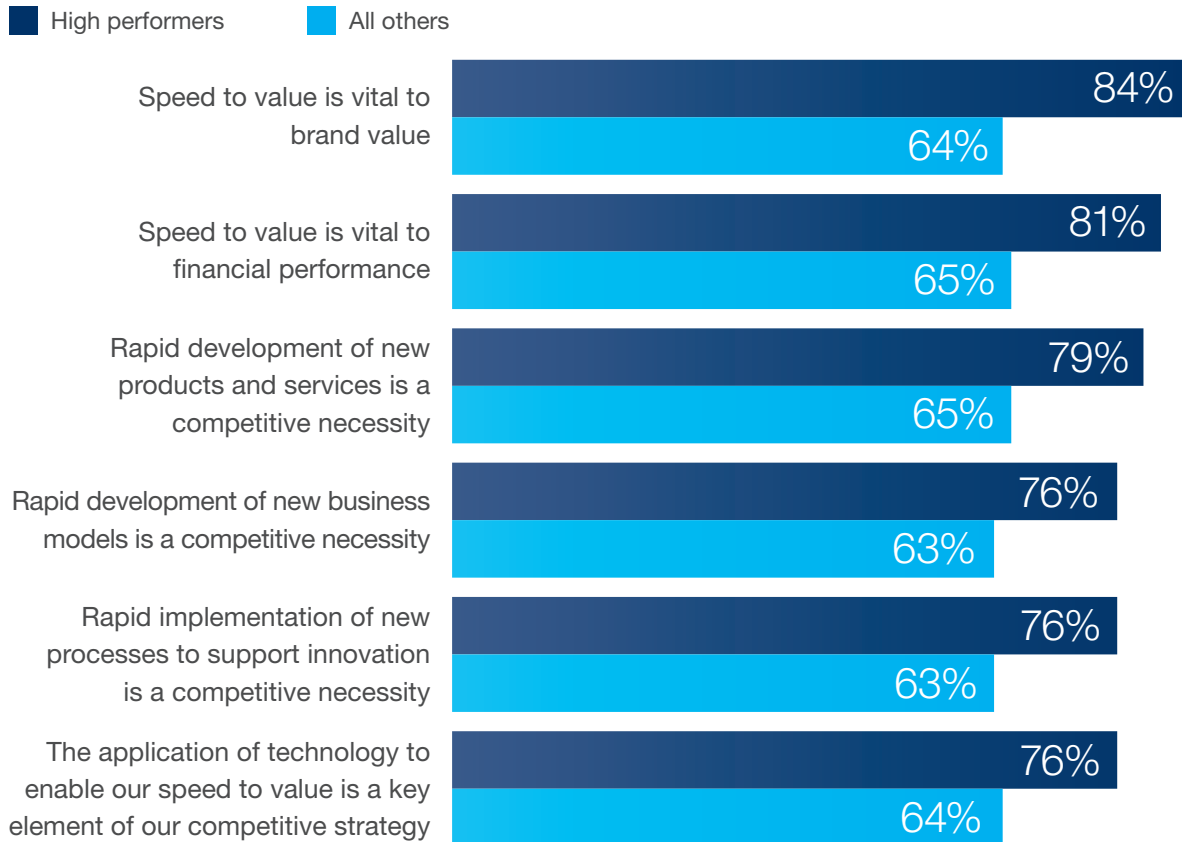 High performers
All others
Speed to value is vital to
brand value
84%
64%
Speed to value is vital to
financial performance
81%
65%
Rapid development of new
products and services is a
competitive necessity
79%
65%
Rapid development of new business
models is a competitive necessity
76%
63%
Rapid implementation of new
processes to support innovation
is a competitive necessity
76%
63%
The application of technology to
enable our speed to value is a key
element of our competitive strategy
76%
64%